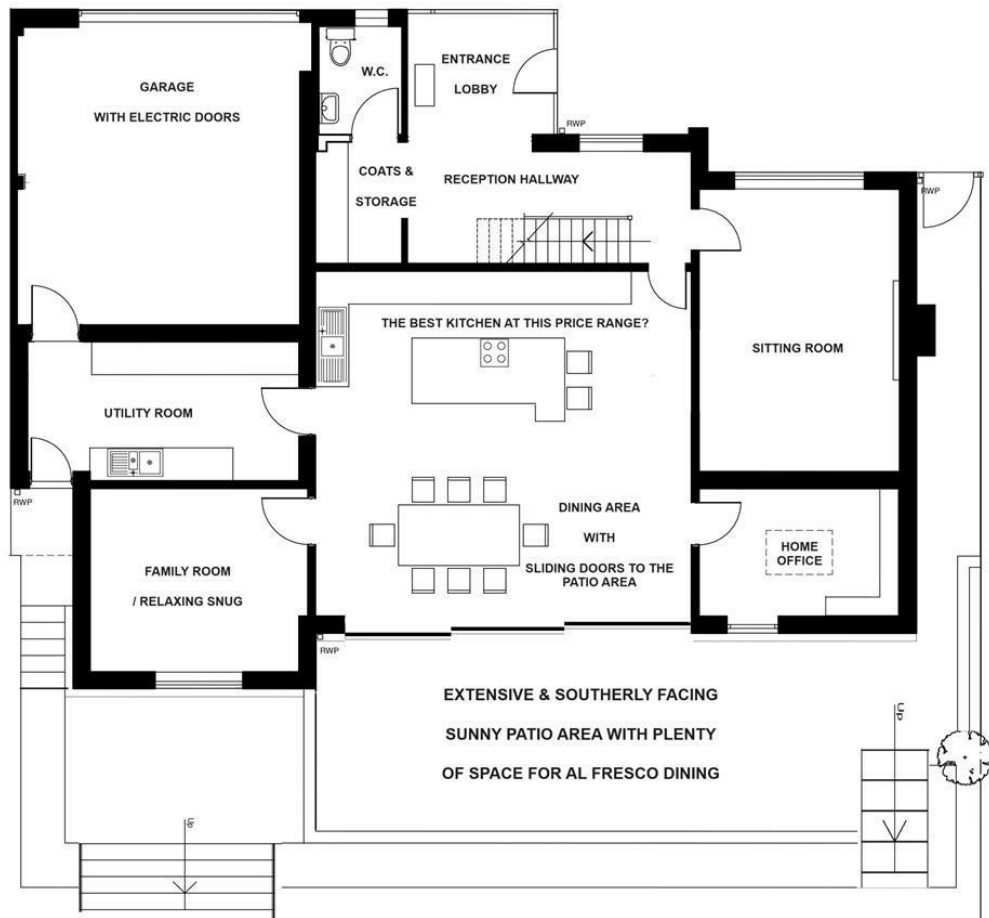 GARAGE
WITH ELECTRIC DOORS
W.C.
ENTRANCE
LOBBY
RWP
COATS &
STORAGE
RECEPTION HALLWAY
RWP
THE BEST KITCHEN AT THIS PRICE RANGE?
SITTING ROOM
UTILITY ROOM
RWP
DINING AREA
WITH
SLIDING DOORS TO THE
PATIO AREA
HOME
OFFICE
FAMILY ROOM
/ RELAXING SNUG
RWP
EXTENSIVE & SOUTHERLY FACING
SUNNY PATIO AREA WITH PLENTY
OF SPACE FOR AL FRESCO DINING
Up
Up